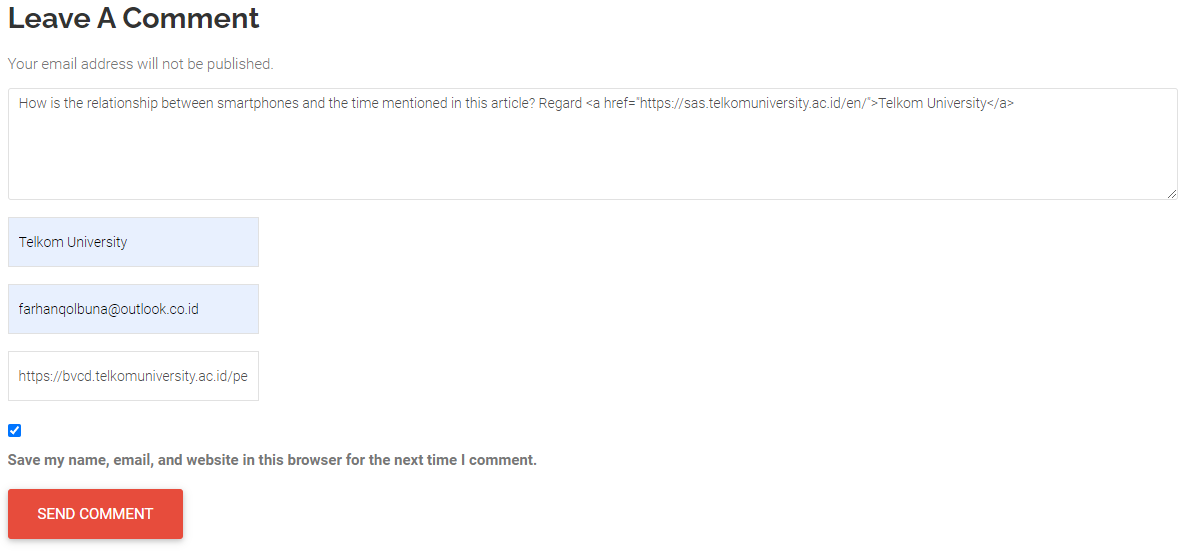 Leave A Comment
Your email address will not be published.
How is the relationship between smartphones and the time mentioned in this article? Regard <a href="https://sas.telkomuniversity.ac.id/en/">Telkom University</a>
Telkom University
farhanqolbuna@outlook.co.id
https://bvcd.telkomuniversity.ac.id/pe
Save my name, email, and website in this browser for the next time I comment.
SEND COMMENT